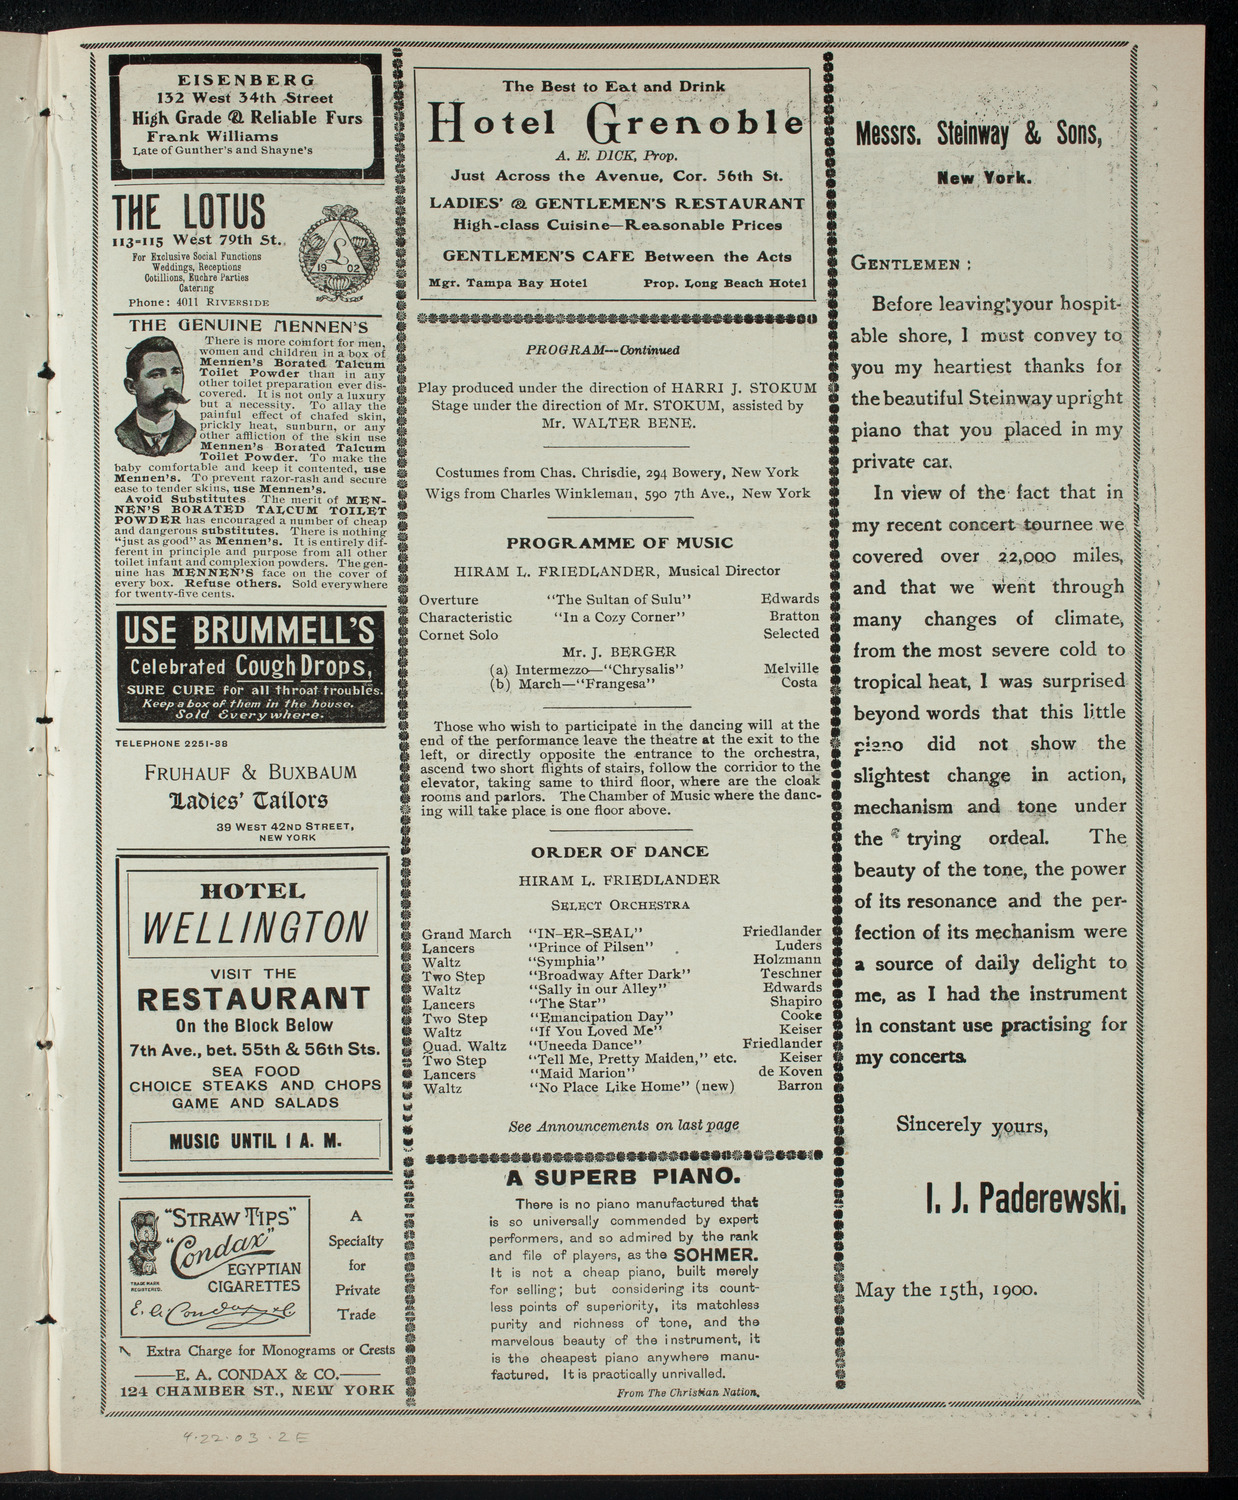 EISENBERG
132 West 34th Street
High Grade & Reliable Furs
Frank Williams
Late of Gunther's and Shayne's
THE LOTUS
113-115 West 79th St.
For Exclusive Social Functions
Weddings, Receptions
Cotillions, Euchre Parties
Catering
Phone: 4011 RIVERSIDE
L
19 02
THE GENUINE MENNEN'S
There is more comfort for men,
women and children in a box of
Mennen's Borated Talcum
Toilet Powder than in any
other toilet preparation ever dis-
covered. It is not only a luxury
but a necessity. To allay the
painful effect of chafed skin,
prickly heat, sunburn, or any
other affliction of the skin use
Mennen's Borated Talcum
Toilet Powder. To make the
baby comfortable and keep it contented, use
Mennen's. To prevent razor-rash and secure
ease to tender skins, use Mennen's.
Avoid Substitutes The merit of MEN-
NEN'S BORATED TALCUM TOILET
POWDER has encouraged a number of cheap
and dangerous substitutes. There is nothing
"just as good" as Mennen's. It is entirely dif-
ferent in principle and purpose from all other
toilet infant and complexion powders. The gen-
uine has MENNEN'S face on the cover of
every box. Refuse others. Sold everywhere
for twenty-five cents.
USE BRUMMELL'S
Celebrated Cough Drops,
SURE CURE for all throat troubles.
Keep a box of them in the house.
Sold Everywhere.
TELEPHONE 2251-38
FRUHAUF & BUXBAUM
Ladies' Tailors
39 WEST 42ND STREET,
NEW YORK
HOTEL
WELLINGTON
VISIT THE
RESTAURANT
On the Block Below
7th Ave., bet. 55th & 56th Sts.
SEA FOOD
CHOICE STEAKS AND CHOPS
GAME AND SALADS
MUSIC UNTIL 1 A. M.
"STRAW TIPS"
"Condax"
EGYPTIAN
CIGARETTES
TRADE MARK
REGISTERED.
E. A. Condax & Co.
A
Specialty
for
Private
Trade
Extra Charge for Monograms or Crests
E. A. CONDAX & CO.
124 CHAMBER ST., NEW YORK
The Best to Eat and Drink
Hotel Grenoble
A. E. DICK, Prop.
Just Across the Avenue, Cor. 56th St.
LADIES' & GENTLEMEN'S RESTAURANT
High-class Cuisine—Reasonable Prices
GENTLEMEN'S CAFE Between the Acts
Mgr. Tampa Bay Hotel Prop. Long Beach Hotel
PROGRAM—Continued
Play produced under the direction of HARRI J. STOKUM
Stage under the direction of Mr. STOKUM, assisted by
Mr. WALTER BENE.
Costumes from Chas. Chrisdie, 294 Bowery, New York
Wigs from Charles Winkleman, 590 7th Ave., New York
PROGRAMME OF MUSIC
HIRAM L. FRIEDLANDER, Musical Director
Overture "The Sultan of Sulu" Edwards
Characteristic "In a Cozy Corner" Bratton
Cornet Solo Selected
Mr. J. BERGER
(a) Intermezzo—"Chrysalis" Melville
(b) March—"Frangesa" Costa
Those who wish to participate in the dancing will at the
end of the performance leave the theatre at the exit to the
left, or directly opposite the entrance to the orchestra,
ascend two short flights of stairs, follow the corridor to the
elevator, taking same to third floor, where are the cloak
rooms and parlors. The Chamber of Music where the danc-
ing will take place is one floor above.
ORDER OF DANCE
HIRAM L. FRIEDLANDER
SELECT ORCHESTRA
Grand March "IN-ER-SEAL" Friedlander
Lancers "Prince of Pilsen" Luders
Waltz "Symphia" Holzmann
Two Step "Broadway After Dark" Teschner
Waltz "Sally in our Alley" Edwards
Lancers "The Star" Shapiro
Two Step "Emancipation Day" Cooke
Waltz "If You Loved Me" Keiser
Quad. Waltz "Uneeda Dance" Friedlander
Two Step "Tell Me, Pretty Maiden," etc. Keiser
Lancers "Maid Marion" de Koven
Waltz "No Place Like Home" (new) Barron
See Announcements on last page
A SUPERB PIANO.
There is no piano manufactured that
is so universally commended by expert
performers, and so admired by the rank
and file of players, as the SOHMER.
It is not a cheap piano, built merely
for selling; but considering its count-
less points of superiority, its matchless
purity and richness of tone, and the
marvelous beauty of the instrument, it
is the cheapest piano anywhere manu-
factured. It is practically unrivalled.
From The Christian Nation.
Messrs. Steinway & Sons,
New York.
GENTLEMEN :
Before leaving your hospit-
able shore, I must convey to
you my heartiest thanks for
the beautiful Steinway upright
piano that you placed in my
private car.
In view of the fact that in
my recent concert tournee we
covered over 22,000 miles,
and that we went through
many changes of climate,
from the most severe cold to
tropical heat, I was surprised
beyond words that this little
piano did not show the
slightest change in action,
mechanism and tone under
the trying ordeal. The
beauty of the tone, the power
of its resonance and the per-
fection of its mechanism were
a source of daily delight to
me, as I had the instrument
in constant use practising for
my concerts.
Sincerely yours,
I. J. Paderewski.
May the 15th, 1900.
4.22.03.2E